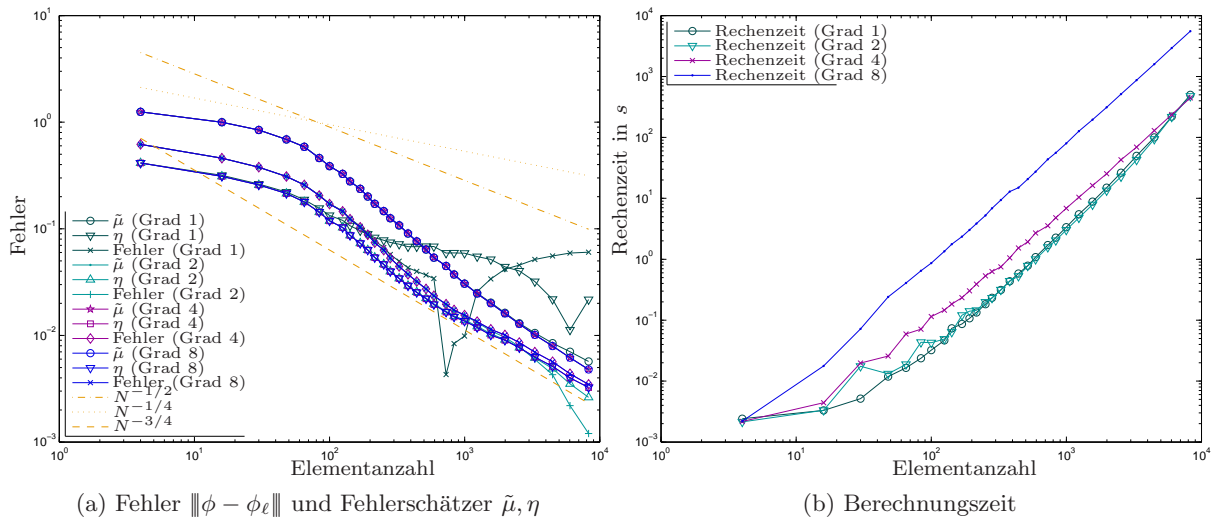 10^1
10^0
10^{-1}
10^{-2}
10^{-3}
Fehler
μ̃ (Grad 1)
η (Grad 1)
Fehler (Grad 1)
μ̃ (Grad 2)
η (Grad 2)
Fehler (Grad 2)
μ̃ (Grad 4)
η (Grad 4)
Fehler (Grad 4)
μ̃ (Grad 8)
η (Grad 8)
Fehler (Grad 8)
N^{-1/2}
N^{-1/4}
N^{-3/4}
10^0
10^1
10^2
10^3
10^4
Elementanzahl
(a) Fehler |||ϕ − ϕ_ℓ||| und Fehlerschätzer μ̃, η
10^4
10^3
10^2
10^1
10^0
10^{-1}
10^{-2}
10^{-3}
Rechenzeit in s
Rechenzeit (Grad 1)
Rechenzeit (Grad 2)
Rechenzeit (Grad 4)
Rechenzeit (Grad 8)
10^0
10^1
10^2
10^3
10^4
Elementanzahl
(b) Berechnungszeit